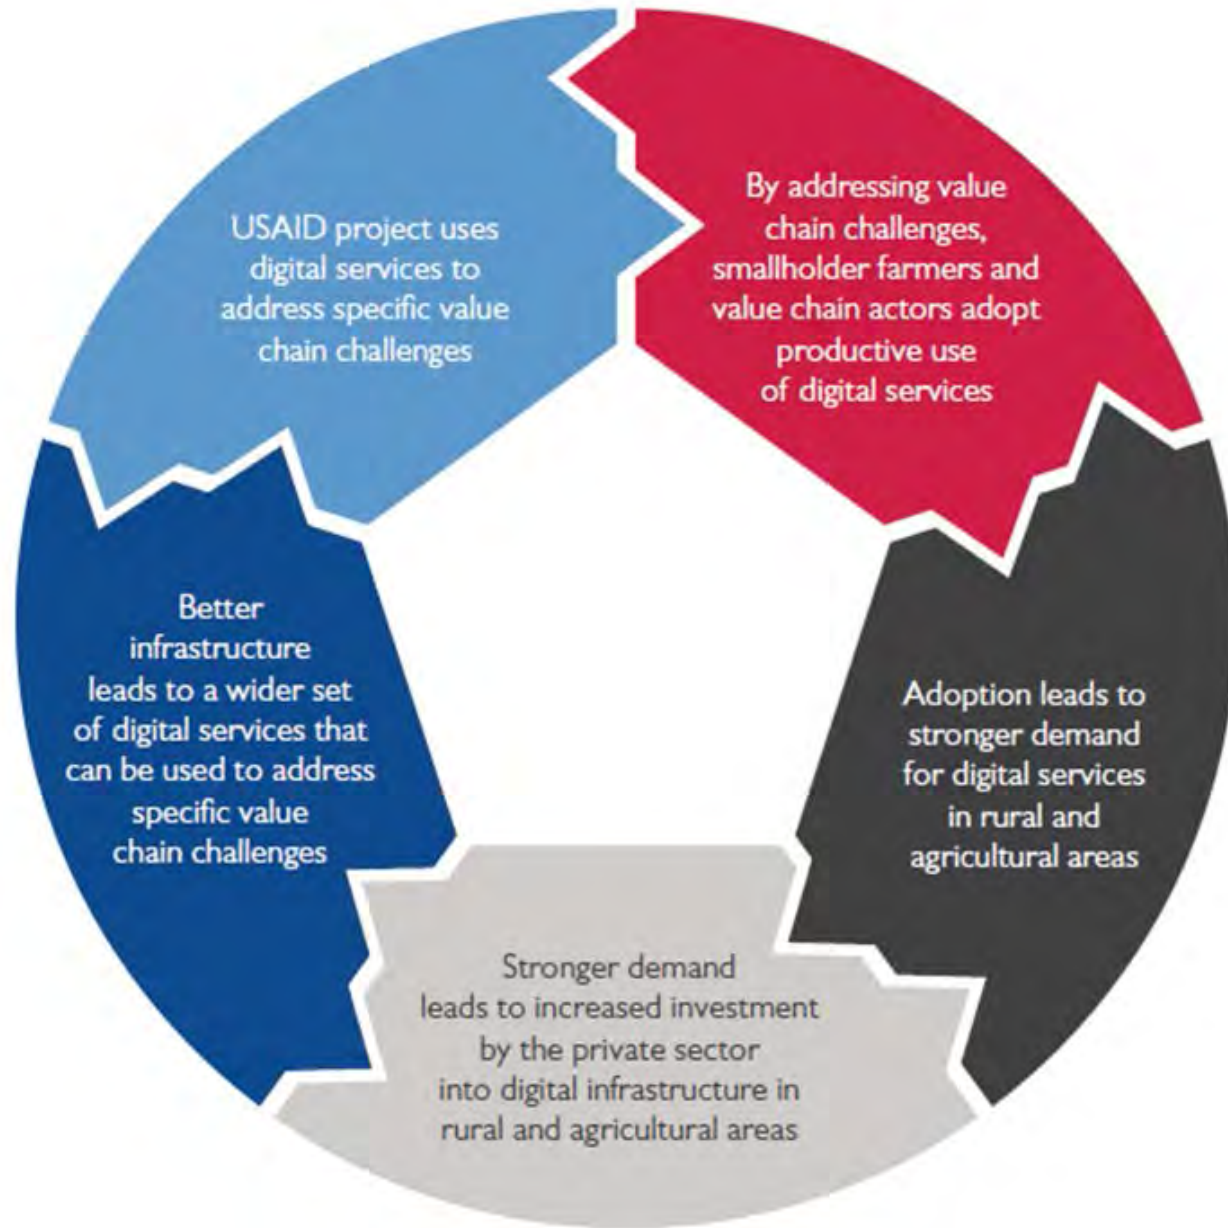 USAID project uses
digital services to
address specific value
chain challenges
By addressing value
chain challenges,
smallholder farmers and
value chain actors adopt
productive use
of digital services
Adoption leads to
stronger demand
for digital services
in rural and
agricultural areas
Stronger demand
leads to increased investment
by the private sector
into digital infrastructure in
rural and agricultural areas
Better
infrastructure
leads to a wider set
of digital services that
can be used to address
specific value
chain challenges